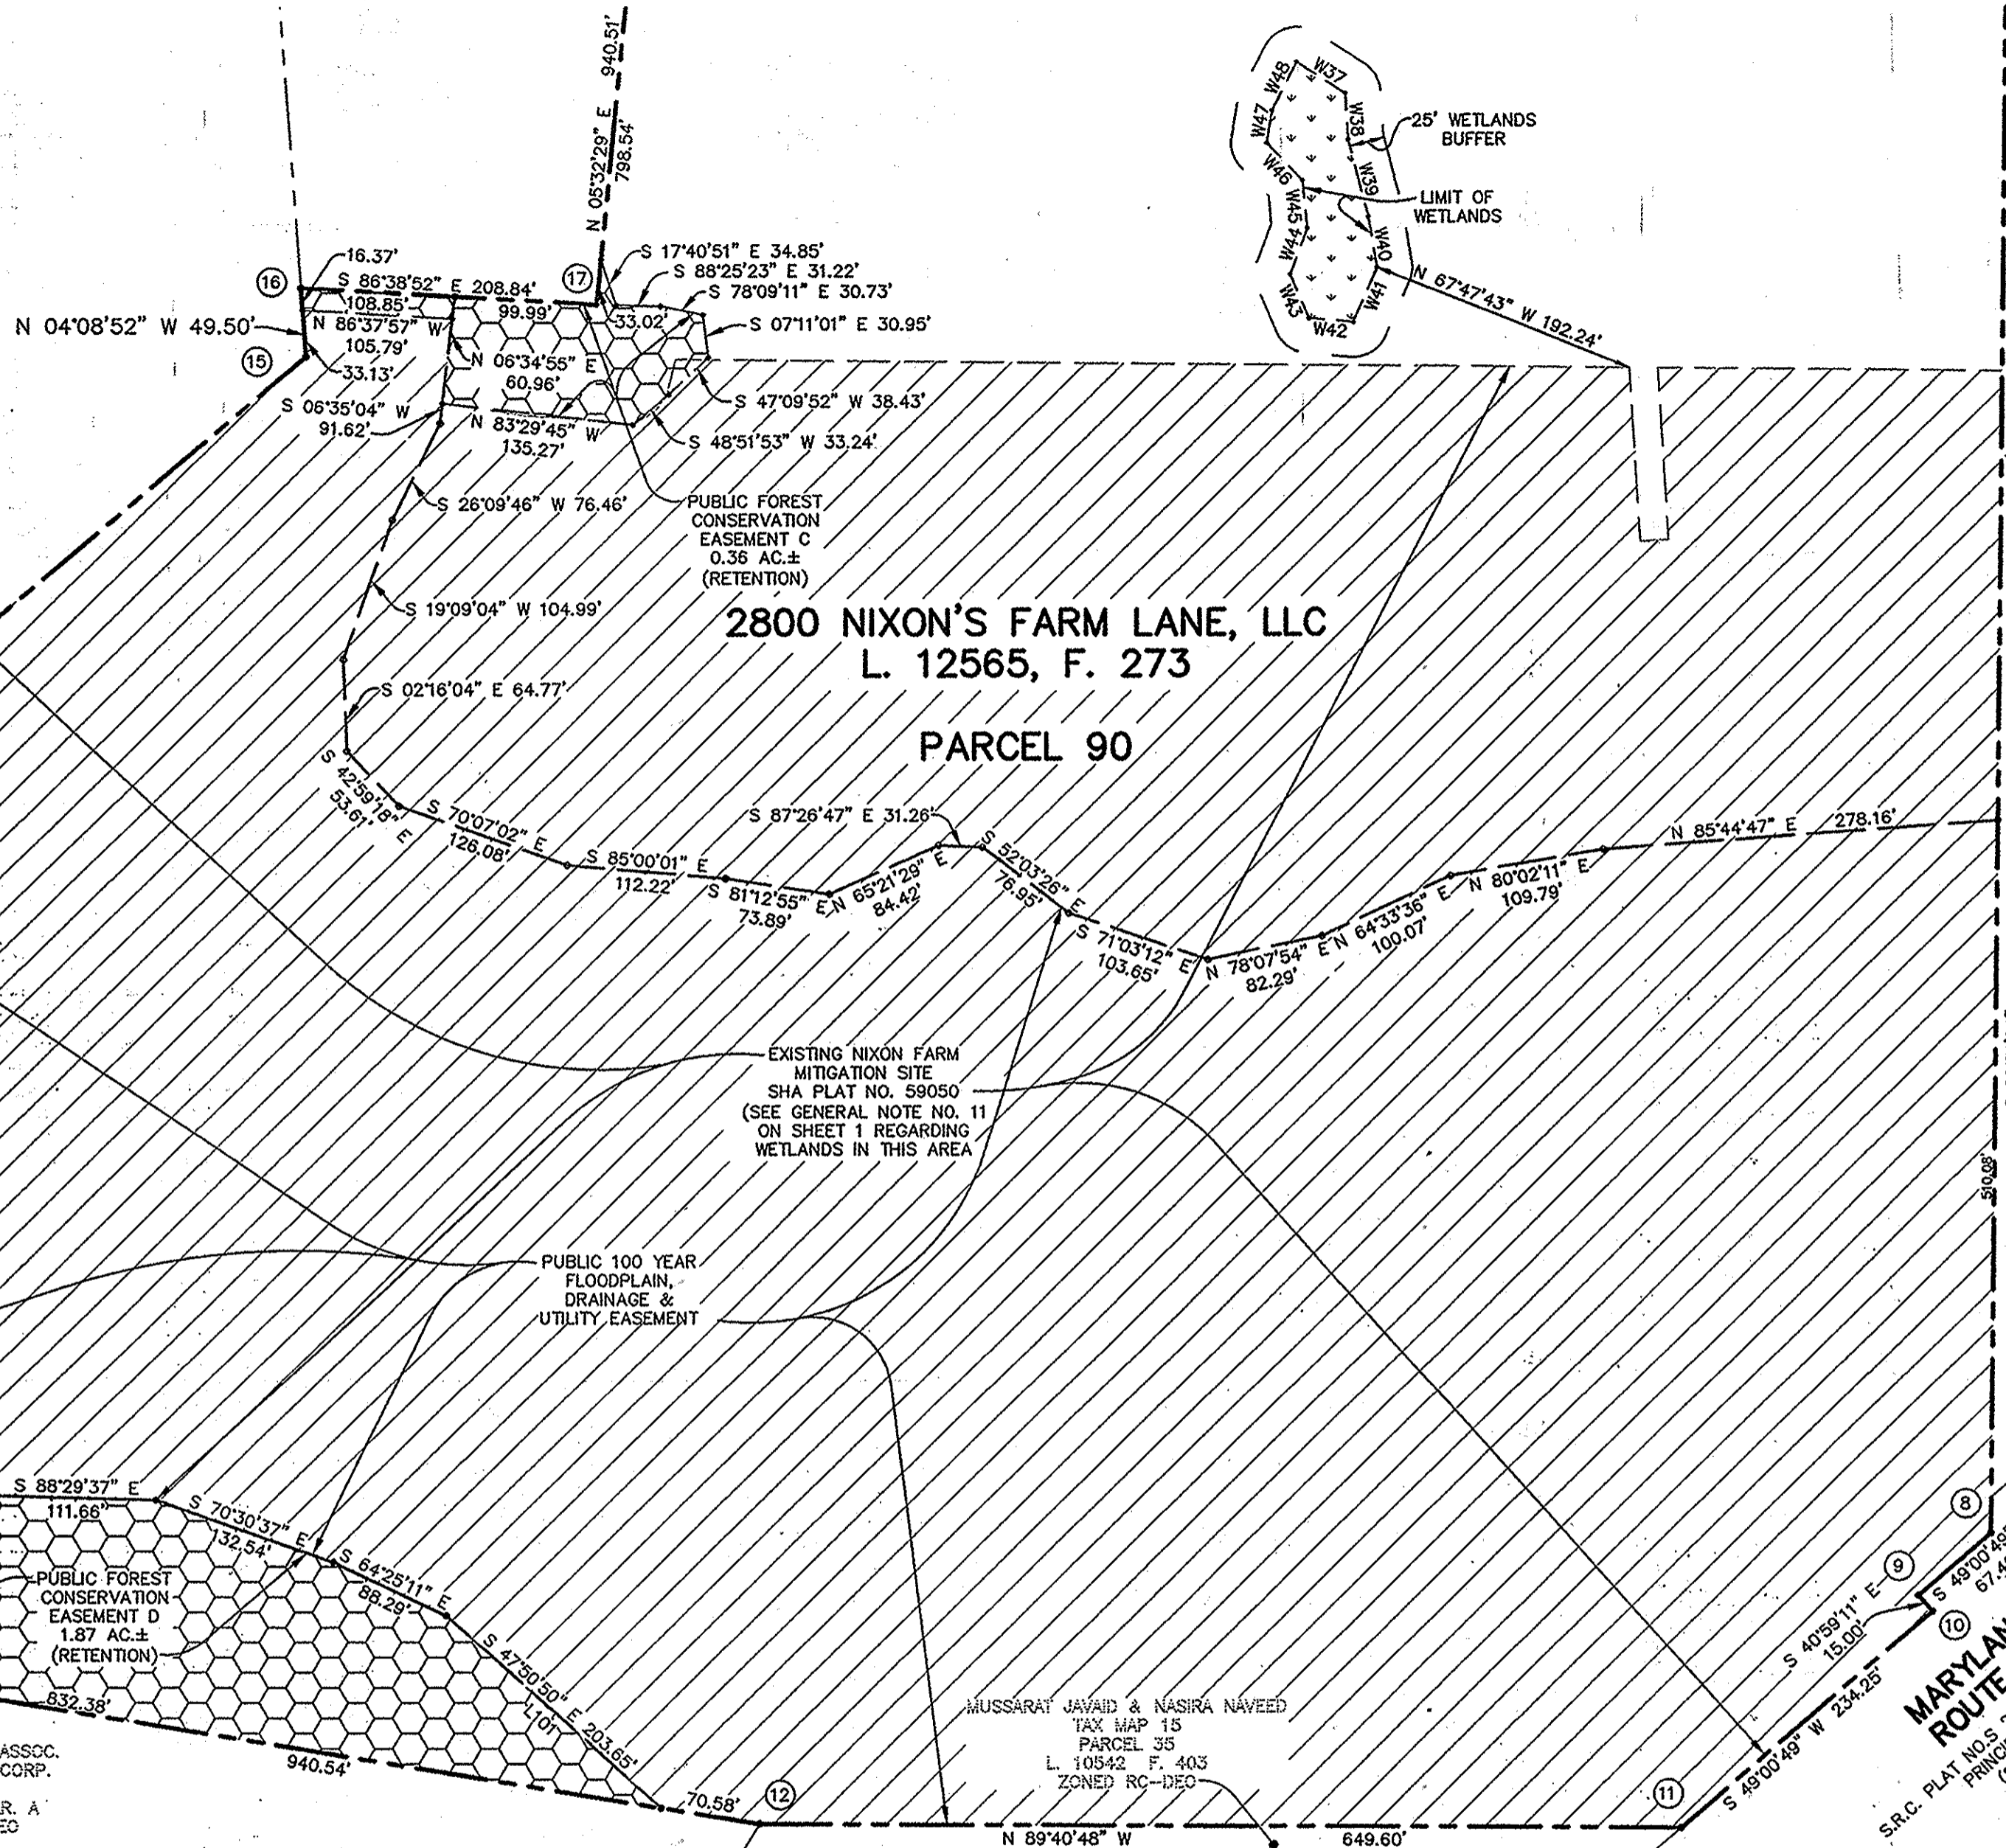 N 05°32'29" E 940.51'
798.54'
W48
W37
W47
W38
W46
W39
W45
W44
W40
W43
W41
W42
25' WETLANDS
BUFFER
LIMIT OF
WETLANDS
N 67°47'43" W 192.24'
16
16.37'
S 86°38'52" E 208.84'
17
108.85'
99.99'
N 86°37'57" W
105.79'
N 04°08'52" W 49.50'
15
33.13'
S 17°40'51" E 34.85'
S 88°25'23" E 31.22'
S 78°09'11" E 30.73'
33.02'
S 07°11'01" E 30.95'
N 06°34'55" E
60.96'
S 47°09'52" W 38.43'
S 06°35'04" W
91.62'
N 83°29'45" W
135.27'
S 48°51'53" W 33.24'
S 26°09'46" W 76.46'
PUBLIC FOREST
CONSERVATION
EASEMENT C
0.36 AC.±
(RETENTION)
S 19°09'04" W 104.99'
2800 NIXON'S FARM LANE, LLC
L. 12565, F. 273
PARCEL 90
S 02°16'04" E 64.77'
S 42°59'18" E
53.61'
S 70°07'02" E
126.08'
S 85°00'01" E
112.22'
S 81°12'55" E
73.89'
N 65°21'29" E
84.42'
S 87°26'47" E 31.26'
S 52°03'26" E
76.95'
S 71°03'12" E
103.65'
N 78°07'54" E
82.29'
N 64°33'36" E
100.07'
N 80°02'11" E
109.79'
N 85°44'47" E 278.16'
EXISTING NIXON FARM
MITIGATION SITE
SHA PLAT NO. 59050
(SEE GENERAL NOTE NO. 11
ON SHEET 1 REGARDING
WETLANDS IN THIS AREA
510.08'
PUBLIC 100 YEAR
FLOODPLAIN,
DRAINAGE &
UTILITY EASEMENT
S 88°29'37" E
111.66'
S 70°30'37" E
132.54'
S 64°25'11" E
88.29'
PUBLIC FOREST
CONSERVATION
EASEMENT D
1.87 AC.±
(RETENTION)
S 47°50'50" E 203.65'
L101
832.38'
940.54'
70.58'
12
ASSOC.
CORP.
R. A
EO
MUSSARAT JAVAID & NASIRA NAVEED
TAX MAP 15
PARCEL 35
L. 10542 F. 403
ZONED RC-DEO
N 89°40'48" W 649.60'
11
S 49°00'49" W 234.25'
S 40°59'11" E
15.00'
10
9
8
S 49°00'49"
67.4
MARYLAN
ROUTE
S.R.C. PLAT NO.S
PRINCI